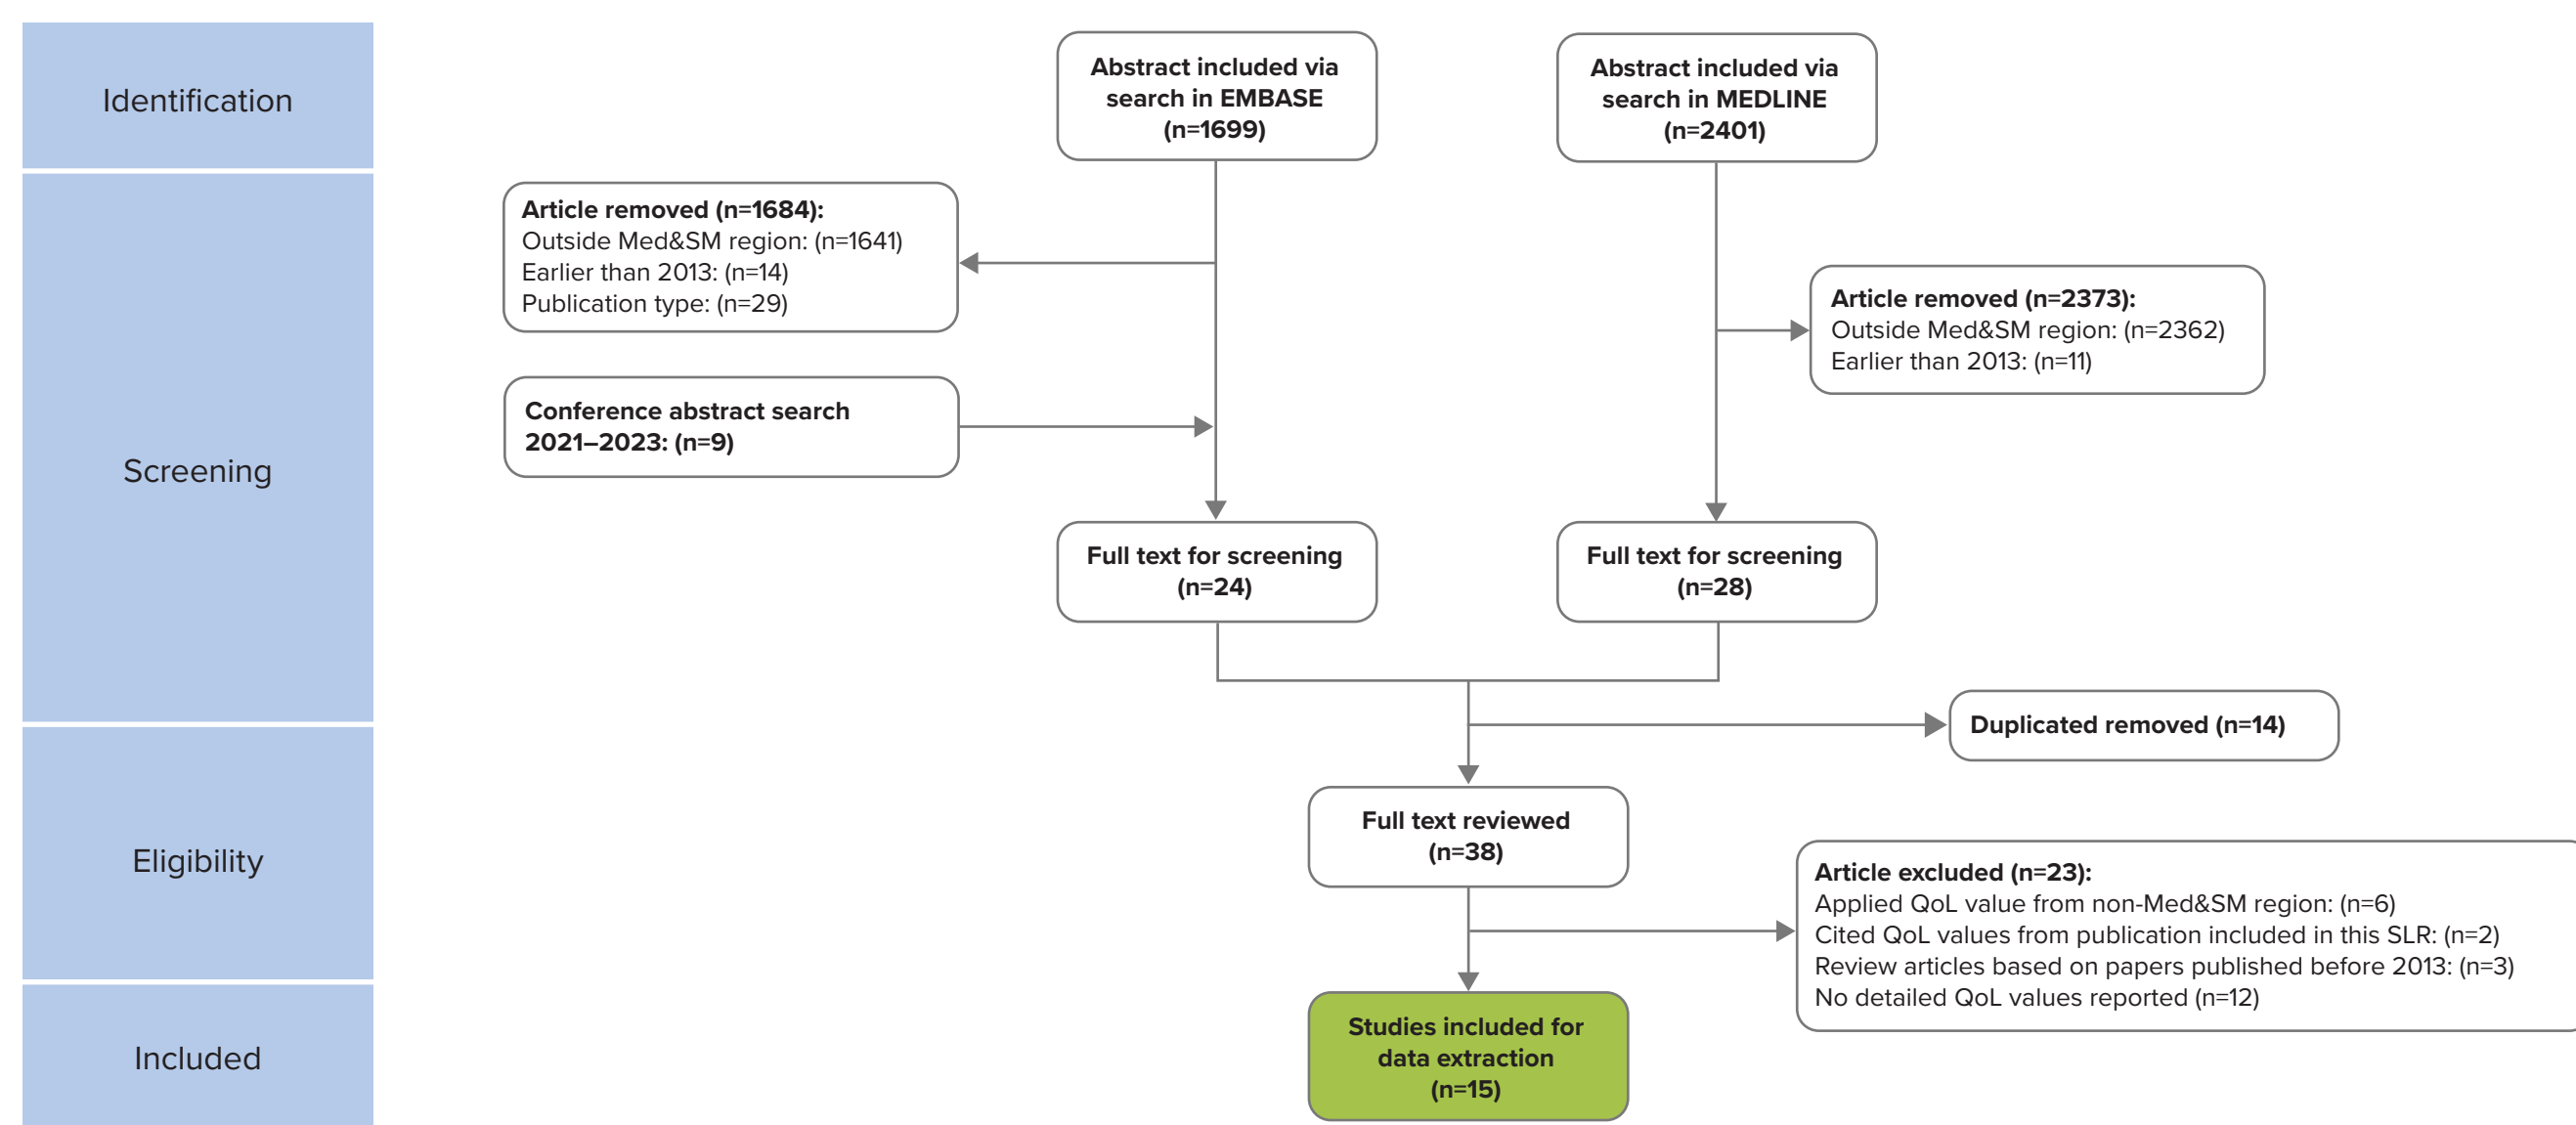 Identification
Abstract included via
search in EMBASE
(n=1699)
Abstract included via
search in MEDLINE
(n=2401)
Screening
Article removed (n=1684):
Outside Med&SM region: (n=1641)
Earlier than 2013: (n=14)
Publication type: (n=29)
Article removed (n=2373):
Outside Med&SM region: (n=2362)
Earlier than 2013: (n=11)
Conference abstract search
2021–2023: (n=9)
Full text for screening
(n=24)
Full text for screening
(n=28)
Duplicated removed (n=14)
Eligibility
Full text reviewed
(n=38)
Article excluded (n=23):
Applied QoL value from non-Med&SM region: (n=6)
Cited QoL values from publication included in this SLR: (n=2)
Review articles based on papers published before 2013: (n=3)
No detailed QoL values reported (n=12)
Included
Studies included for
data extraction
(n=15)